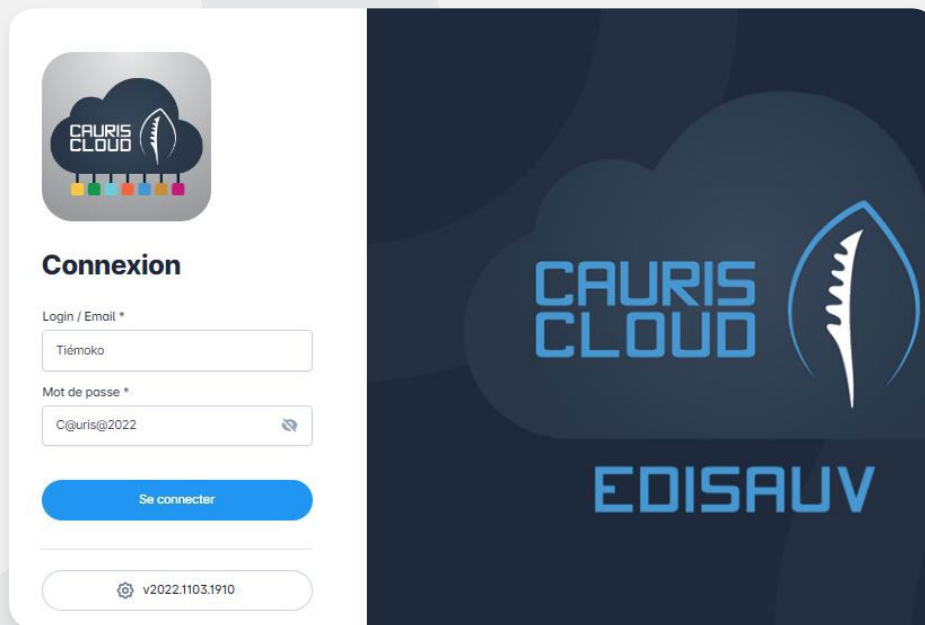 CAURIS
CLOUD
Connexion
Login / Email *
Tiémoko
Mot de passe *
C@uris@2022
Se connecter
v2022.1103.1910
CAURIS
CLOUD
EDISAUV